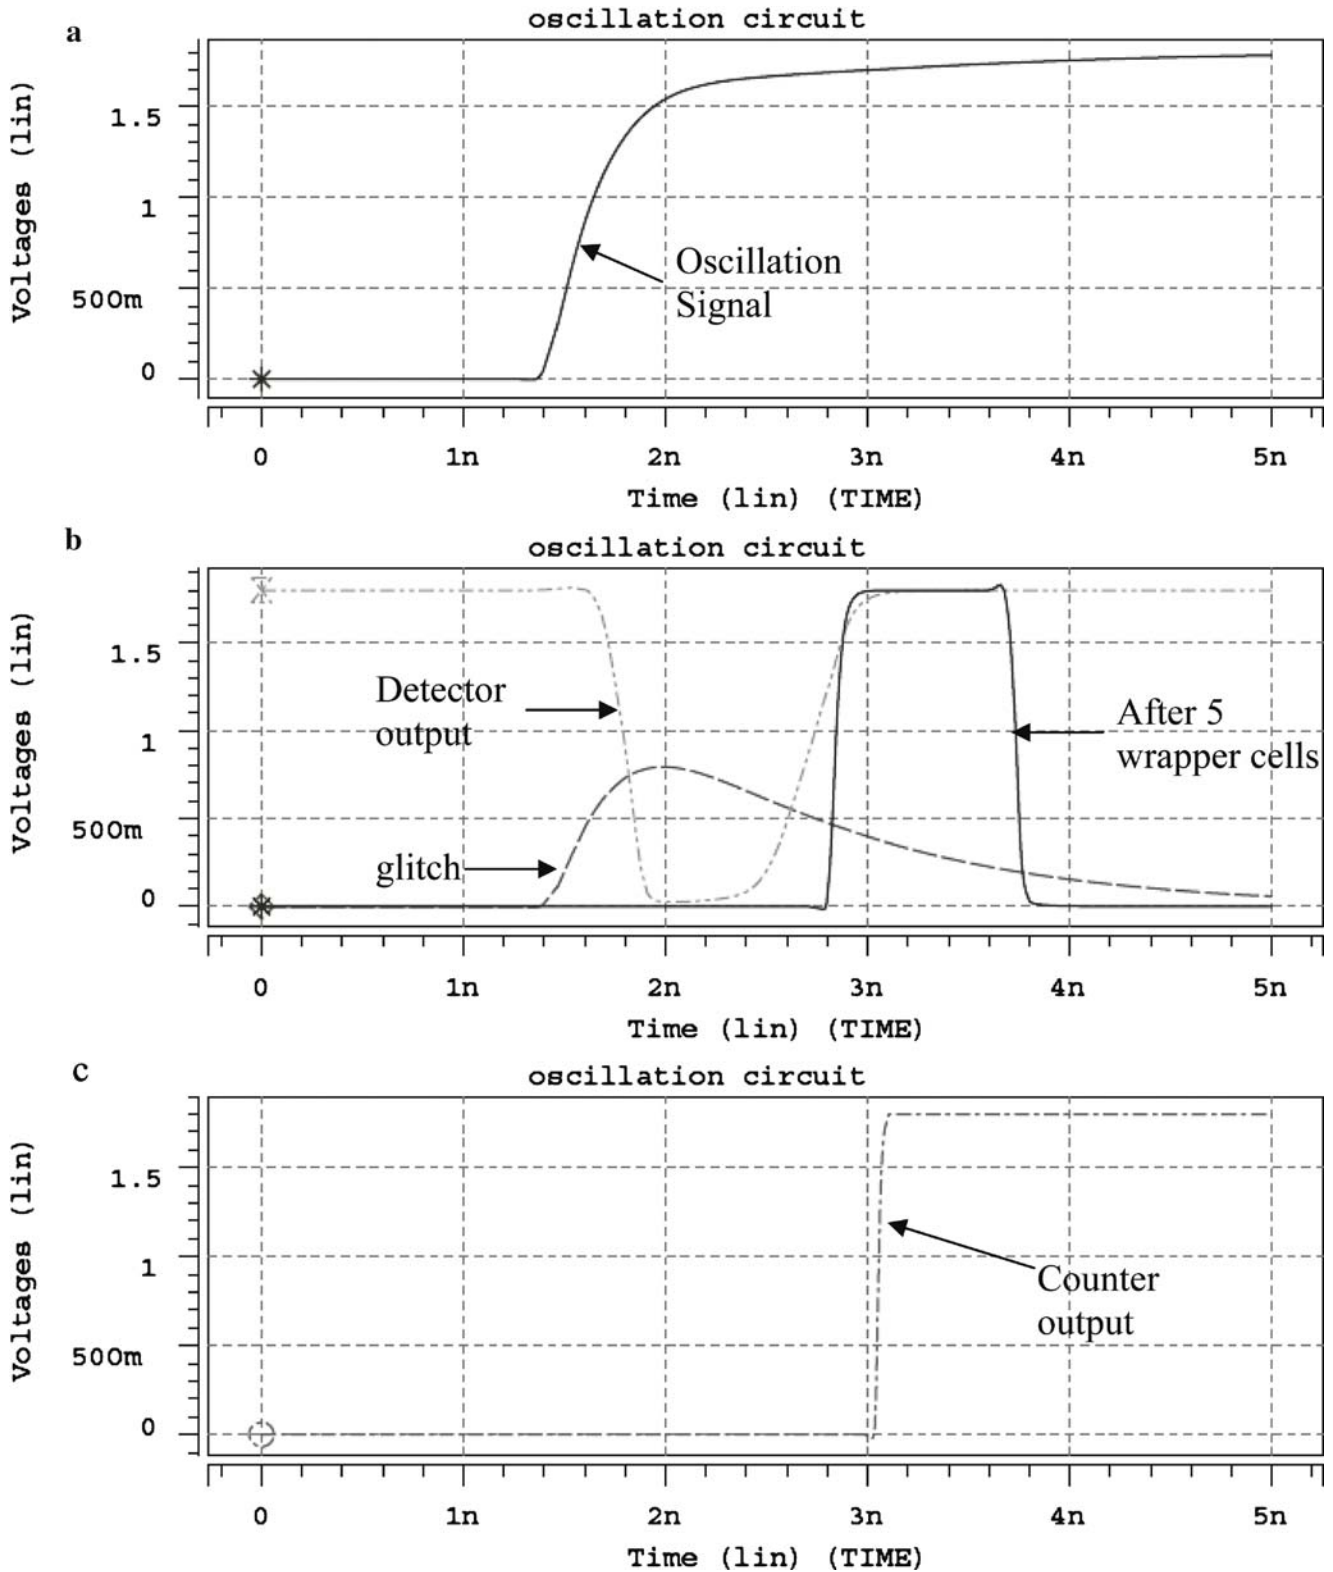 a
oscillation circuit
Voltages (lin)
1.5
1
500m
0
Oscillation
Signal
0 1n 2n 3n 4n 5n
Time (lin) (TIME)
b
oscillation circuit
Voltages (lin)
1.5
1
500m
0
Detector
output
glitch
After 5
wrapper cells
0 1n 2n 3n 4n 5n
Time (lin) (TIME)
c
oscillation circuit
Voltages (lin)
1.5
1
500m
0
Counter
output
0 1n 2n 3n 4n 5n
Time (lin) (TIME)